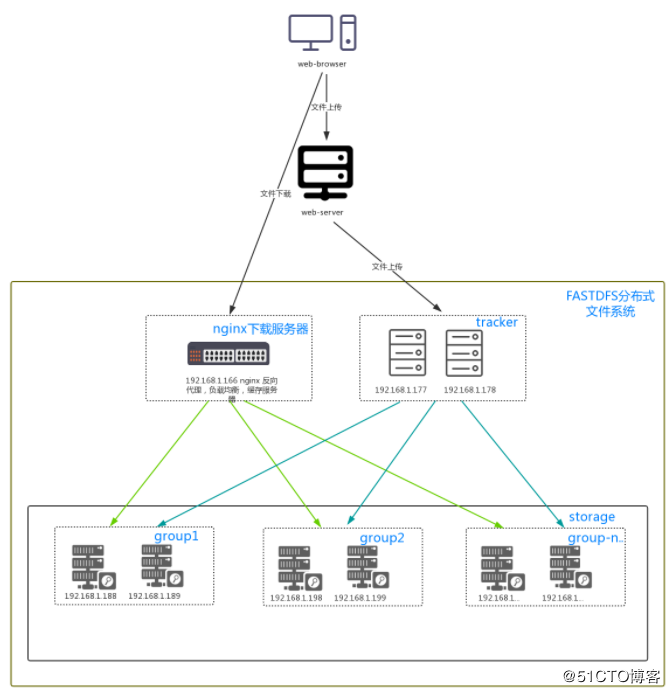 web-browser
文件上传
文件下载
web-server
文件上传
FASTDFS分布式
文件系统
nginx下载服务器
192.168.1.166 nginx 反向
代理，负载均衡，缓存服务
器
tracker
192.168.1.177
192.168.1.178
storage
group1
192.168.1.188
192.168.1.189
group2
192.168.1.198
192.168.1.199
group-n..
192.168.1...
192.168.1...
@51CTO博客